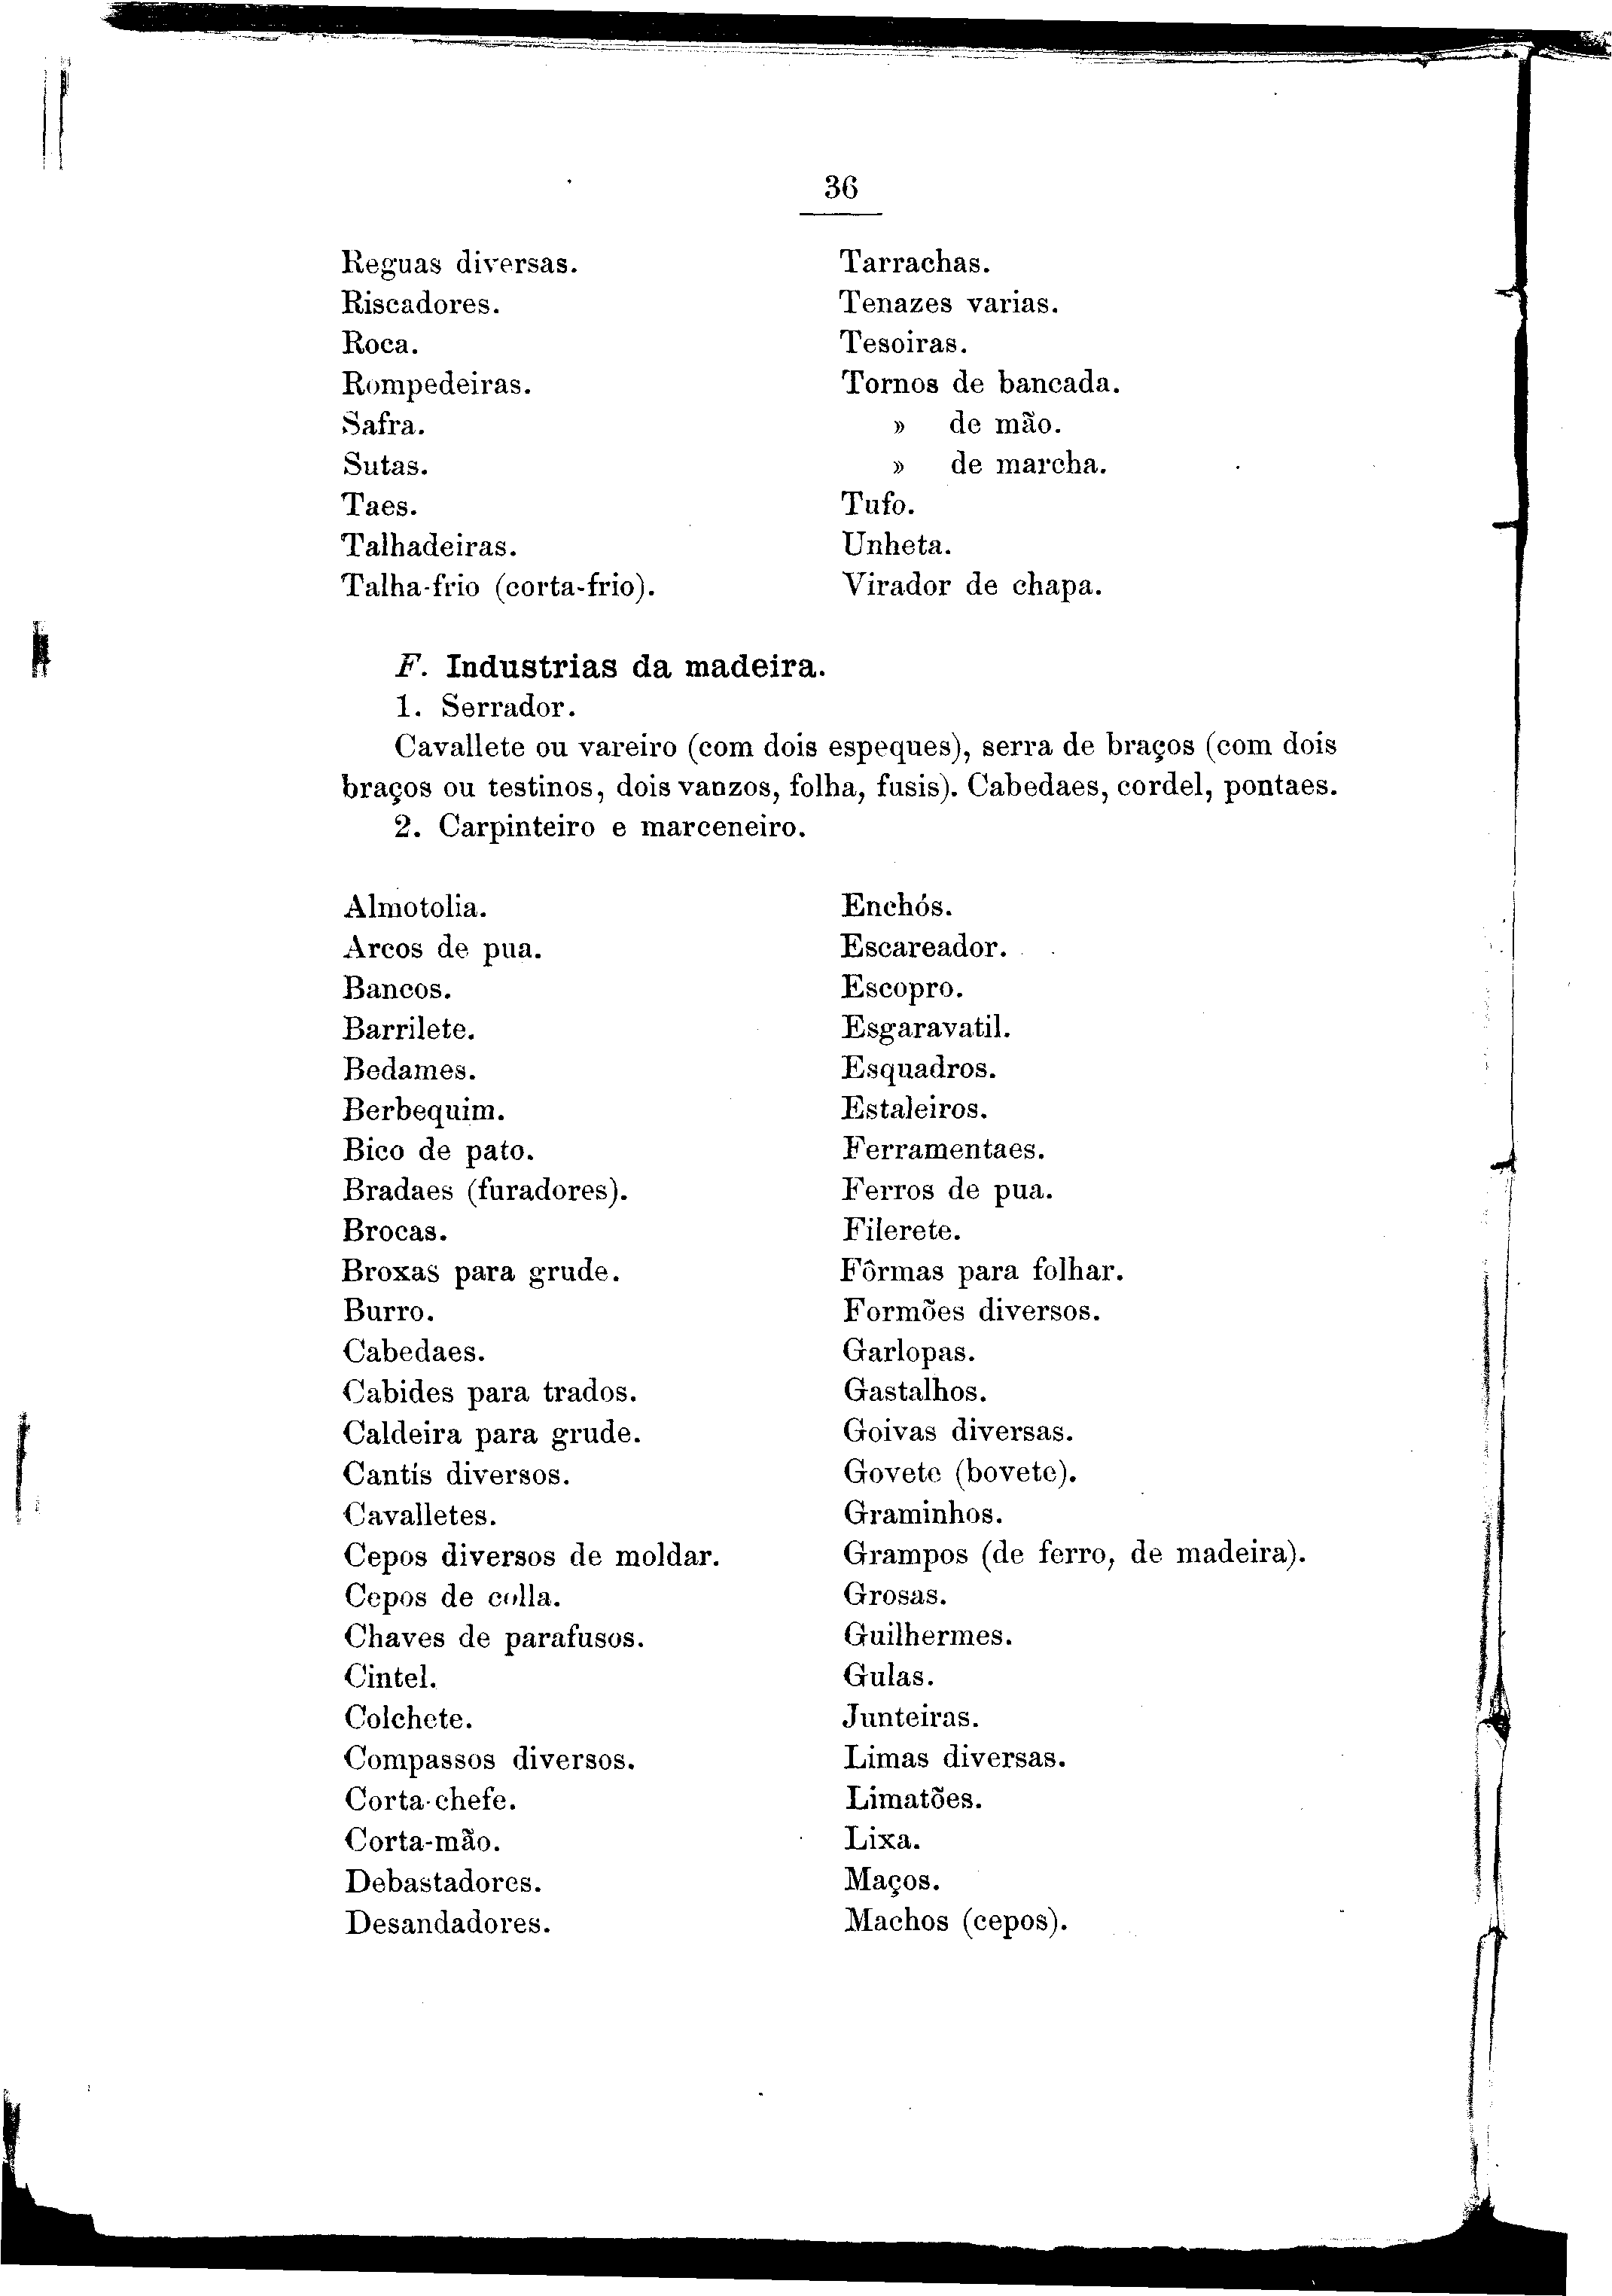 36
Reguas diversas.
Riscadores.
Roca.
Rompedeiras.
Safra.
Sutas.
Taes.
Talhadeiras.
Talha-frio (corta-frio).
Tarrachas.
Tenazes varias.
Tesoiras.
Tornos de bancada.
» de mão.
» de marcha.
Tufo.
Unheta.
Virador de chapa.
F. Industrias da madeira.
1. Serrador.
Cavallete ou vareiro (com dois espeques), serra de braços (com dois
braços ou testinos, dois vanzos, folha, fusis). Cabedaes, cordel, pontaes.
2. Carpinteiro e marceneiro.
Almotolia.
Arcos de pua.
Bancos.
Barrilete.
Bedames.
Berbequim.
Bico de pato.
Bradaes (furadores).
Brocas.
Broxas para grude.
Burro.
Cabedaes.
Cabides para trados.
Caldeira para grude.
Cantis diversos.
Cavalletes.
Cepos diversos de moldar.
Cepos de colla.
Chaves de parafusos.
Cintel.
Colchete.
Compassos diversos.
Corta-chefe.
Corta-mão.
Debastadores.
Desandadores.
Enchós.
Escareador.
Escopro.
Esgaravatil.
Esquadros.
Estaleiros.
Ferramentaes.
Ferros de pua.
Filerete.
Fôrmas para folhar.
Formões diversos.
Garlopas.
Gastalhos.
Goivas diversas.
Govete (bovete).
Graminhos.
Grampos (de ferro, de madeira).
Grosas.
Guilhermes.
Gulas.
Junteiras.
Limas diversas.
Limatões.
Lixa.
Maços.
Machos (cepos).